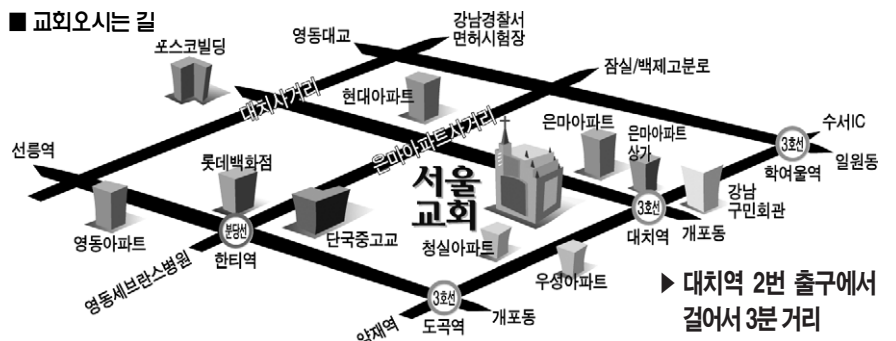 ■ 교회오시는 길
강남경찰서
면허시험장
영동대교
포스코빌딩
잠실/백제고분로
현대아파트
대치사거리
은마아파트사거리
은마아파트
은마아파트
상가
수서IC
3호선
학여울역
일원동
선릉역
롯데백화점
서울
교회
강남
구민회관
3호선
대치역
개포동
영동아파트
분당선
한티역
단국중고교
청실아파트
우성아파트
영동세브란스병원
3호선
도곡역
개포동
양재역
▶ 대치역 2번 출구에서
걸어서 3분 거리